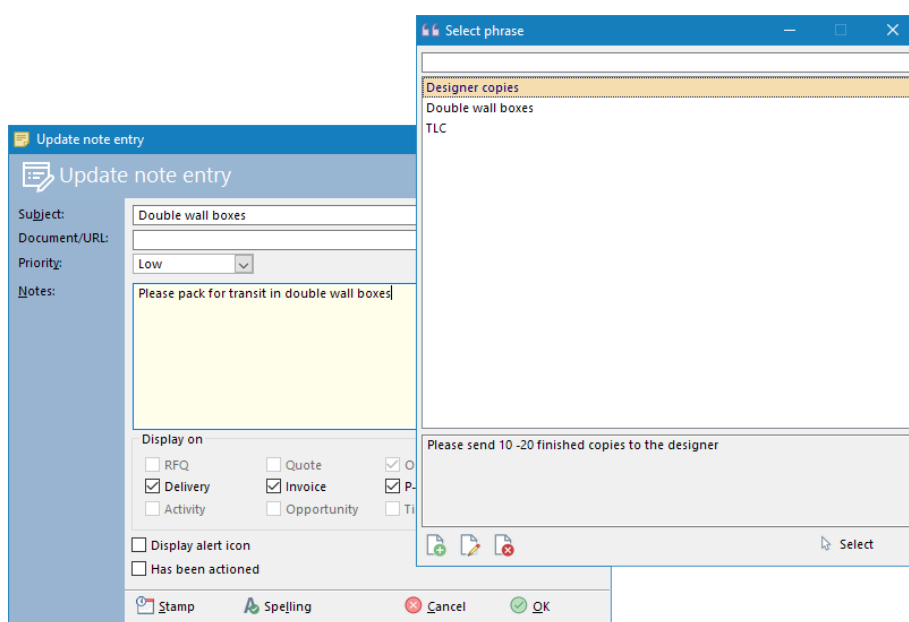 Select phrase
Designer copies
Double wall boxes
TLC
Please send 10 -20 finished copies to the designer
Select
Update note entry
Update note entry
Subject:
Double wall boxes
Document/URL:
Priority:
Low
Notes:
Please pack for transit in double wall boxes
Display on
RFQ
Quote
O
Delivery
Invoice
P-
Activity
Opportunity
Ti
Display alert icon
Has been actioned
Stamp
Spelling
Cancel
OK